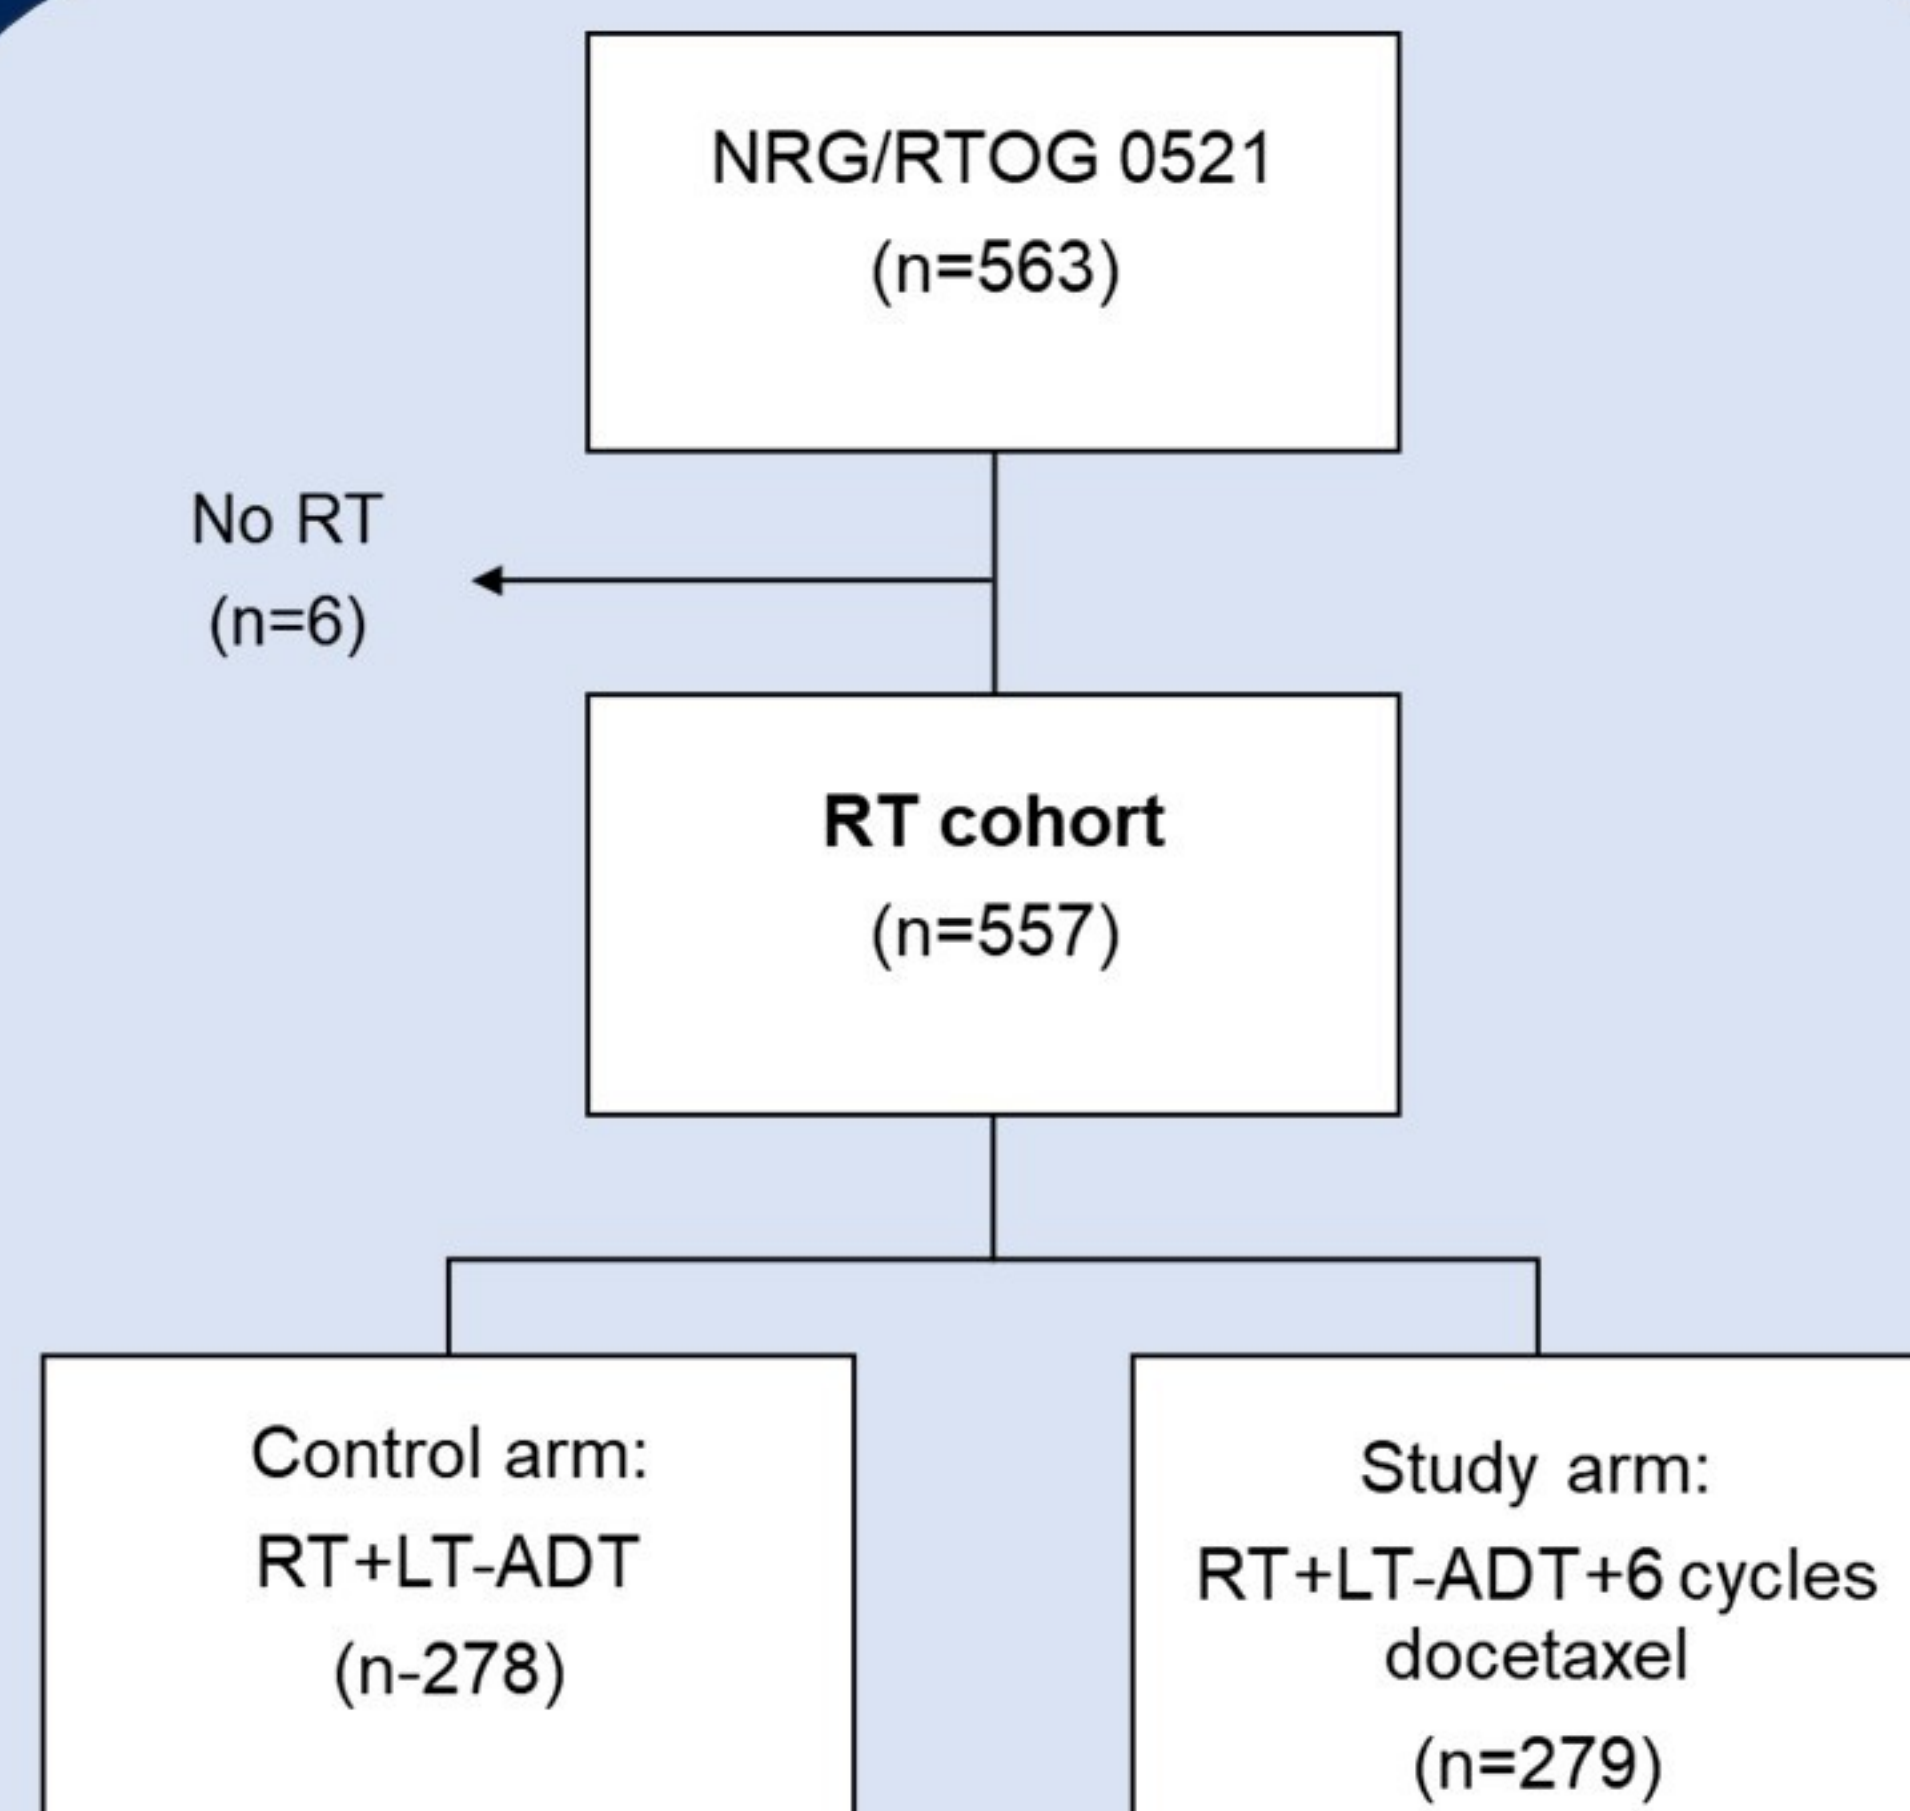 NRG/RTOG 0521
(n=563)
No RT
(n=6)
RT cohort
(n=557)
Control arm:
RT+LT-ADT
(n-278)
Study arm:
RT+LT-ADT+6 cycles
docetaxel
(n=279)